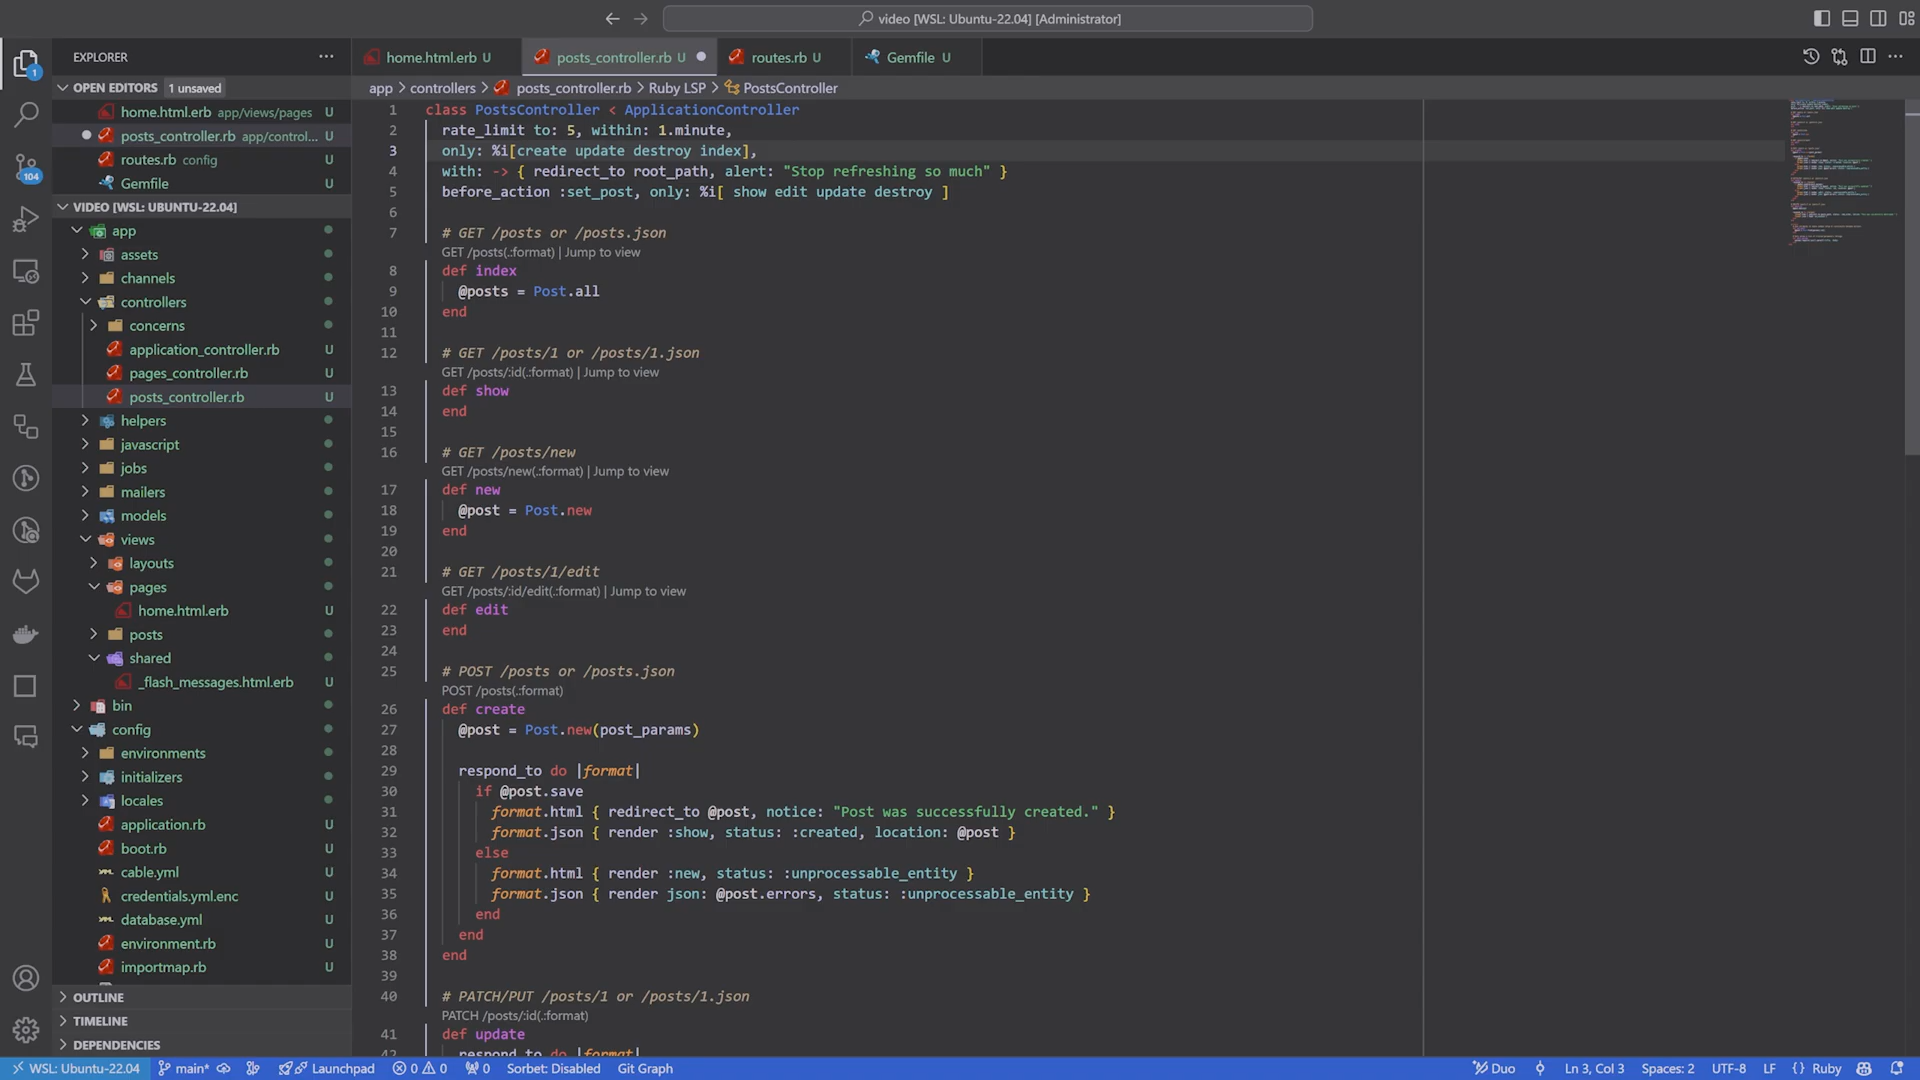 video [WSL: Ubuntu-22.04] [Administrator]
EXPLORER
home.html.erb U
posts_controller.rb U
routes.rb U
Gemfile U
OPEN EDITORS 1 unsaved
app > controllers > posts_controller.rb > Ruby LSP > PostsController
home.html.erb app/views/pages U
posts_controller.rb app/control... U
routes.rb config U
Gemfile U
VIDEO [WSL: UBUNTU-22.04]
app
assets
channels
controllers
concerns
application_controller.rb U
pages_controller.rb U
posts_controller.rb U
helpers
javascript
jobs
mailers
models
views
layouts
pages
home.html.erb U
posts
shared
_flash_messages.html.erb U
bin
config
environments
initializers
locales
application.rb U
boot.rb U
cable.yml U
credentials.yml.enc U
database.yml U
environment.rb U
importmap.rb U
OUTLINE
TIMELINE
DEPENDENCIES
1
104
1 class PostsController < ApplicationController
2 rate_limit to: 5, within: 1.minute,
3 only: %i[create update destroy index],
4 with: -> { redirect_to root_path, alert: "Stop refreshing so much" }
5 before_action :set_post, only: %i[ show edit update destroy ]
6
7 # GET /posts or /posts.json
GET /posts(.:format) | Jump to view
8 def index
9 @posts = Post.all
10 end
11
12 # GET /posts/1 or /posts/1.json
GET /posts/:id(.:format) | Jump to view
13 def show
14 end
15
16 # GET /posts/new
GET /posts/new(.:format) | Jump to view
17 def new
18 @post = Post.new
19 end
20
21 # GET /posts/1/edit
GET /posts/:id/edit(.:format) | Jump to view
22 def edit
23 end
24
25 # POST /posts or /posts.json
POST /posts(.:format)
26 def create
27 @post = Post.new(post_params)
28
29 respond_to do |format|
30 if @post.save
31 format.html { redirect_to @post, notice: "Post was successfully created." }
32 format.json { render :show, status: :created, location: @post }
33 else
34 format.html { render :new, status: :unprocessable_entity }
35 format.json { render json: @post.errors, status: :unprocessable_entity }
36 end
37 end
38 end
39
40 # PATCH/PUT /posts/1 or /posts/1.json
PATCH /posts/:id(.:format)
41 def update
42 respond_to do |format|
WSL: Ubuntu-22.04 main* Launchpad 0 0 0 Sorbet: Disabled Git Graph Duo Ln 3, Col 3 Spaces: 2 UTF-8 LF {} Ruby